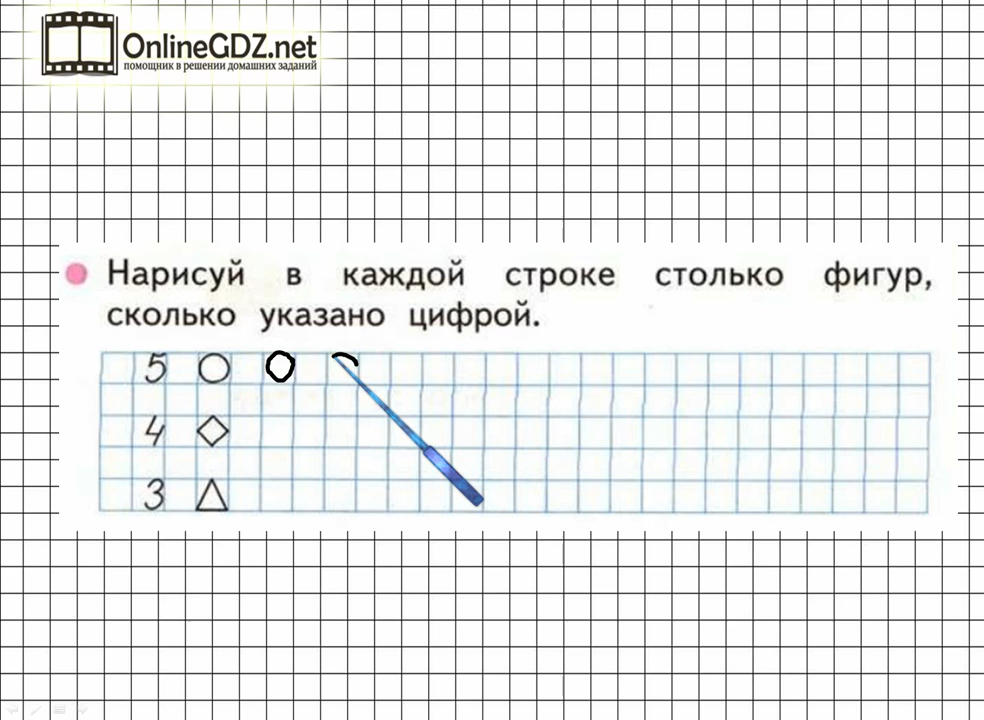 OnlineGDZ.net
помощник в решении домашних заданий
Нарисуй в каждой строке столько фигур,
сколько указано цифрой.
5
4
3